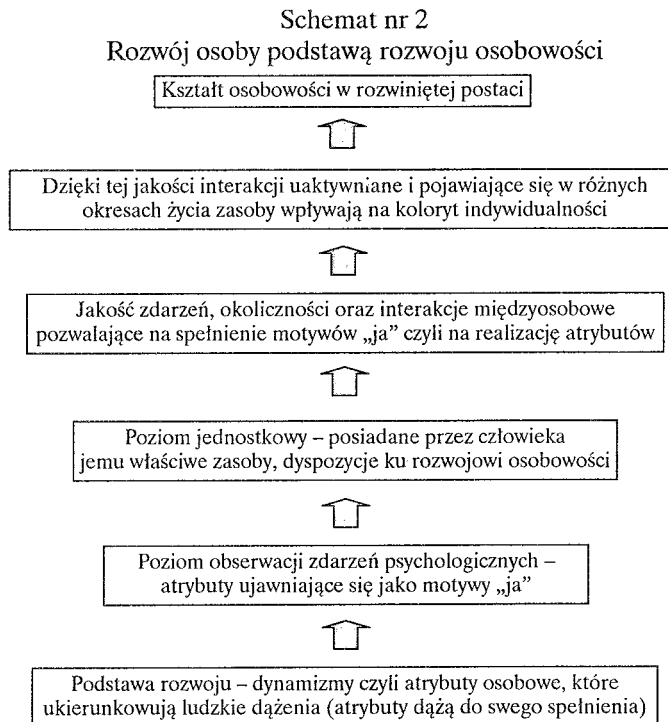 Schemat nr 2
Rozwój osoby podstawą rozwoju osobowości
Kształt osobowości w rozwiniętej postaci
Dzięki tej jakości interakcji uaktywniane i pojawiające się w różnych
okresach życia zasoby wpływają na koloryt indywidualności
Jakość zdarzeń, okoliczności oraz interakcje międzyosobowe
pozwalające na spełnienie motywów „ja” czyli na realizację atrybutów
Poziom jednostkowy – posiadane przez człowieka
jemu właściwe zasoby, dyspozycje ku rozwojowi osobowości
Poziom obserwacji zdarzeń psychologicznych –
atrybuty ujawniające się jako motywy „ja”
Podstawa rozwoju – dynamizmy czyli atrybuty osobowe, które
ukierunkowują ludzkie dążenia (atrybuty dążą do swego spełnienia)